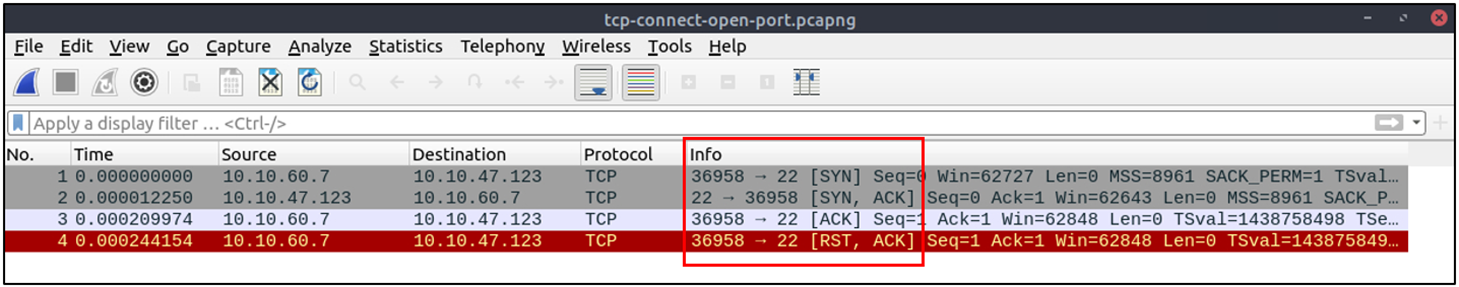 tcp-connect-open-port.pcapng
File Edit View Go Capture Analyze Statistics Telephony Wireless Tools Help
Apply a display filter … <Ctrl-/>
No. Time Source Destination Protocol Info
1 0.000000000 10.10.60.7 10.10.47.123 TCP 36958 → 22 [SYN] Seq=0 Win=62727 Len=0 MSS=8961 SACK_PERM=1 TSval…
2 0.000012250 10.10.47.123 10.10.60.7 TCP 22 → 36958 [SYN, ACK] Seq=0 Ack=1 Win=62643 Len=0 MSS=8961 SACK_P…
3 0.000209974 10.10.60.7 10.10.47.123 TCP 36958 → 22 [ACK] Seq=1 Ack=1 Win=62848 Len=0 TSval=1438758498 TSe…
4 0.000244154 10.10.60.7 10.10.47.123 TCP 36958 → 22 [RST, ACK] Seq=1 Ack=1 Win=62848 Len=0 TSval=143875849…